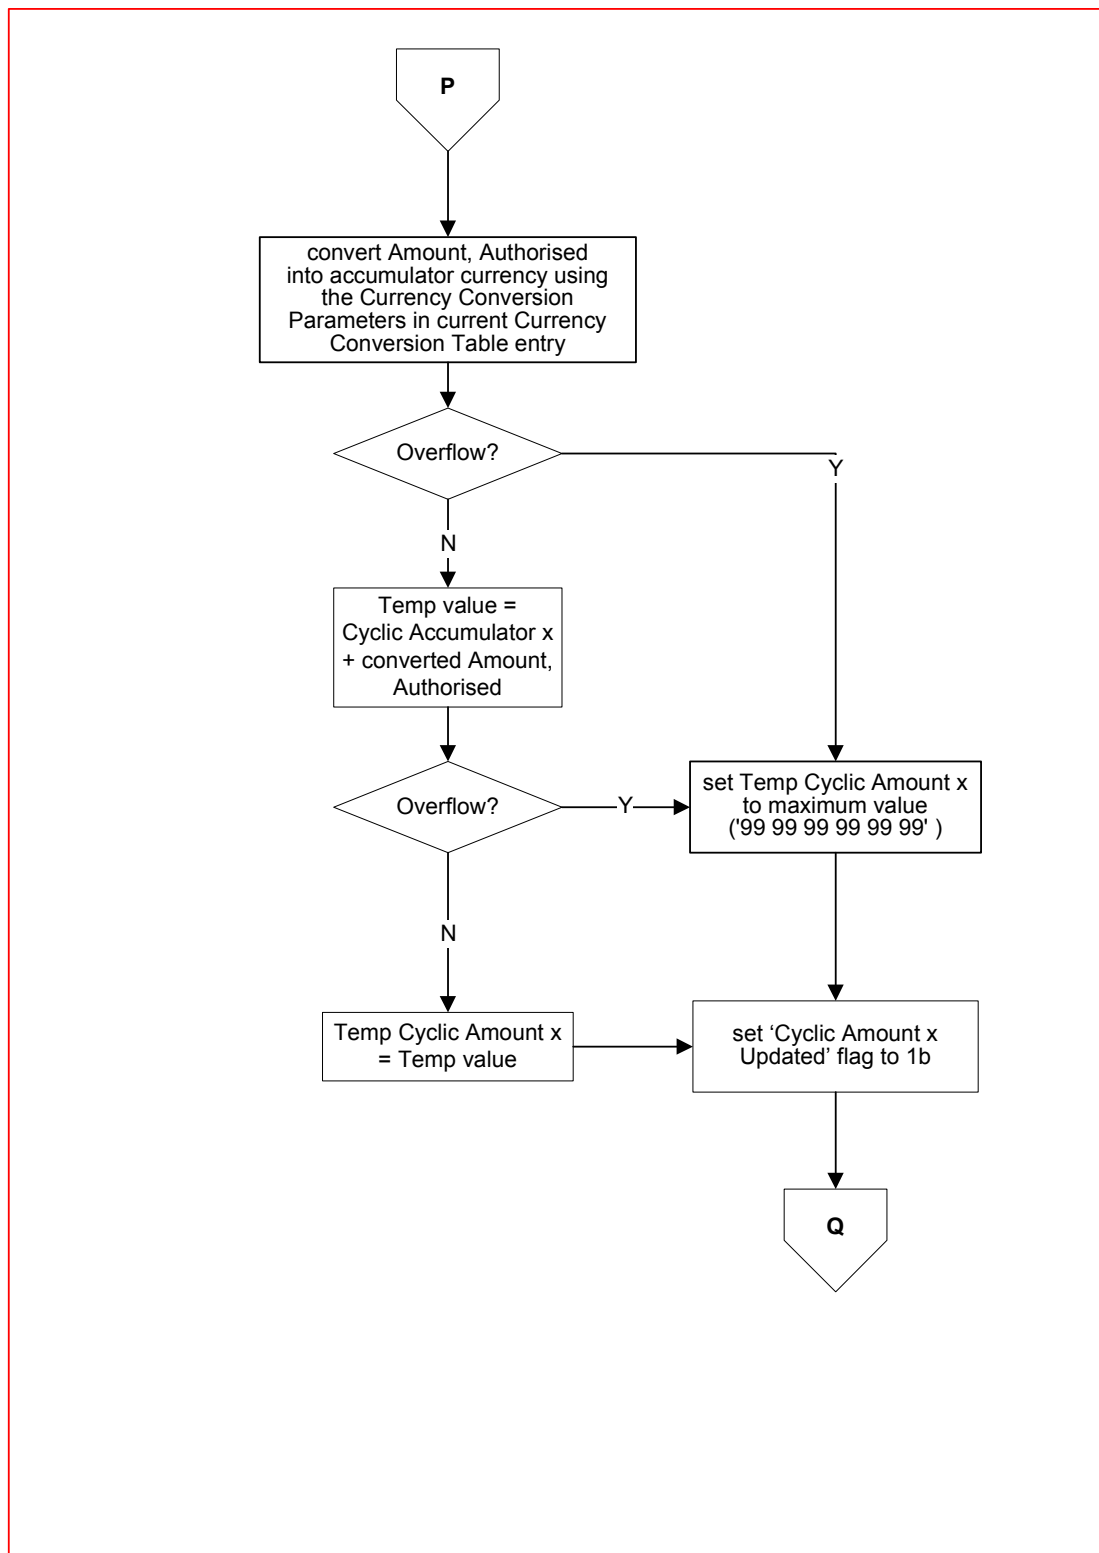 P
convert Amount, Authorised
into accumulator currency using
the Currency Conversion
Parameters in current Currency
Conversion Table entry
Overflow?
Y
N
Temp value =
Cyclic Accumulator x
+ converted Amount,
Authorised
Overflow?
Y
set Temp Cyclic Amount x
to maximum value
('99 99 99 99 99 99' )
N
Temp Cyclic Amount x
= Temp value
set ‘Cyclic Amount x
Updated’ flag to 1b
Q